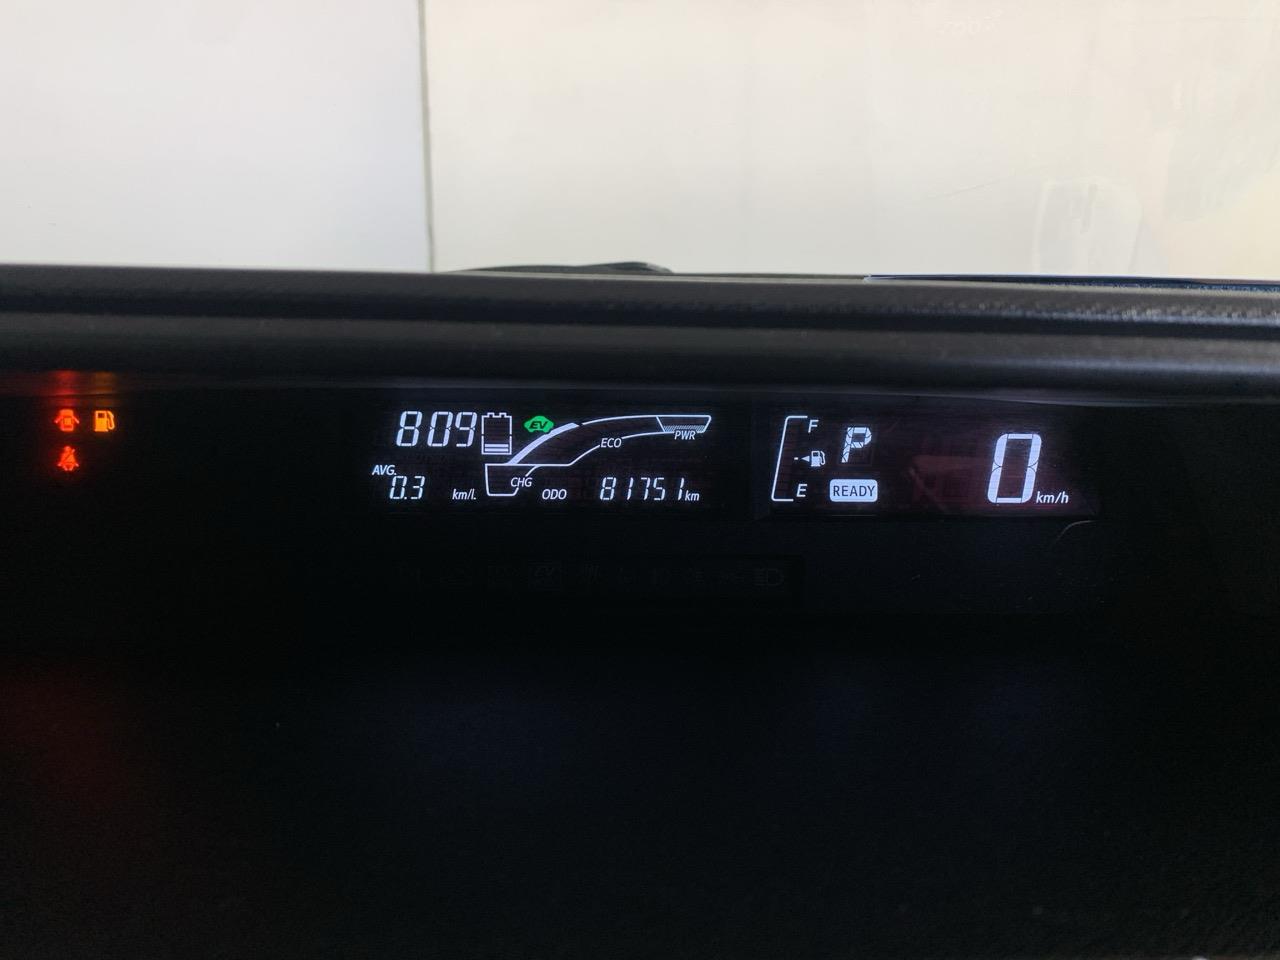 809
EV
ECO
PWR
AVG.
0.3 km/L
CHG
ODO 81751 km
F
P
E
READY
0 km/h